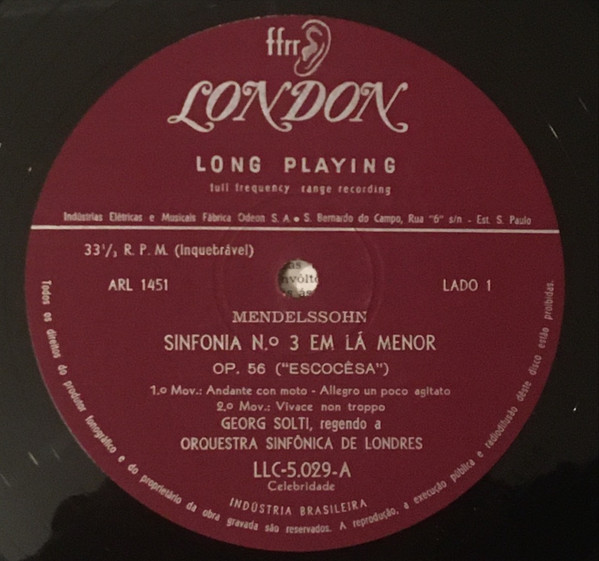 ffrr
LONDON
LONG PLAYING
full frequency range recording
Indústrias Elétricas e Musicais Fábrica Odeon S. A. • S. Bernardo do Campo, Rua "6" s/n - Est. S. Paulo
33 1/3 R. P. M. (Inquebrável)
ARL 1451
LADO 1
MENDELSSOHN
SINFONIA N.º 3 EM LÁ MENOR
OP. 56 ("ESCOCÊSA")
1.º Mov.: Andante con moto - Allegro un poco agitato
2.º Mov.: Vivace non troppo
GEORG SOLTI, regendo a
ORQUESTRA SINFÔNICA DE LONDRES
LLC-5.029-A
Celebridade
INDÚSTRIA BRASILEIRA
Todos os direitos do produtor fonográfico e do proprietário da obra gravada são reservados. A reprodução, a execução pública e radiodifusão dêste disco estão proibidas.